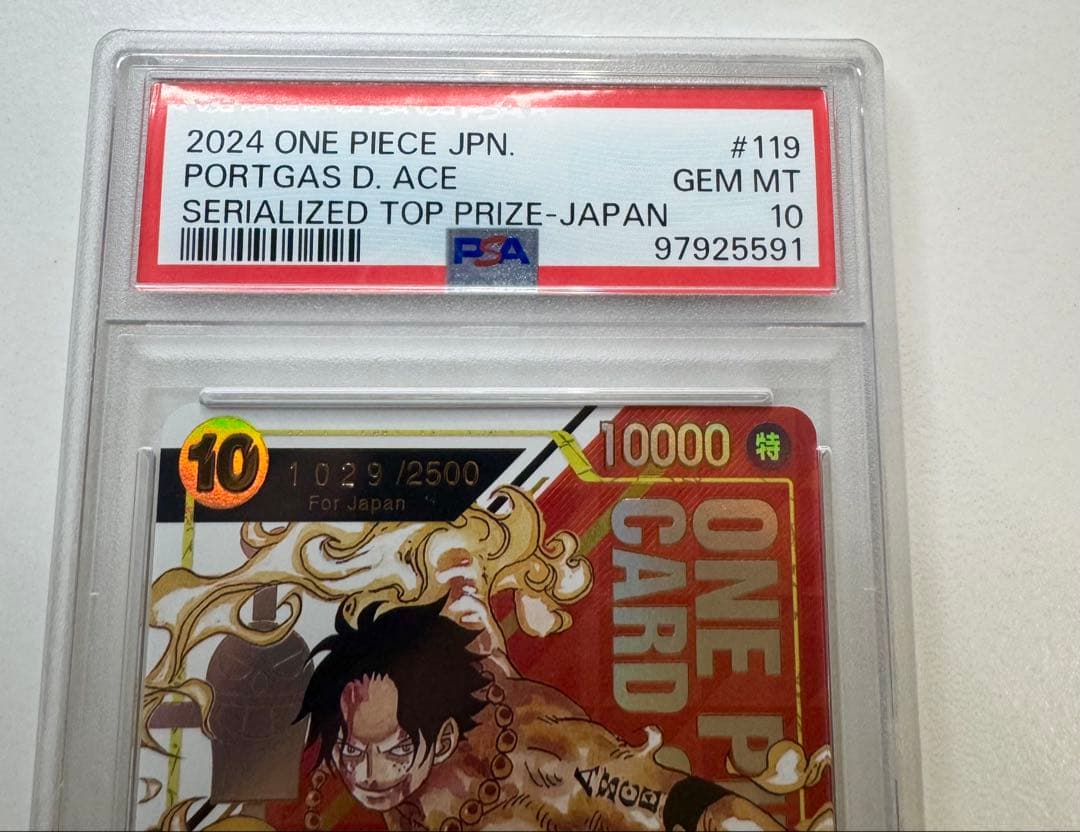 2024 ONE PIECE JPN. #119
PORTGAS D. ACE GEM MT
SERIALIZED TOP PRIZE-JAPAN 10
PSA 97925591
10 1029/2500 10000 特
For Japan
ONE PI
CARD
ASCE